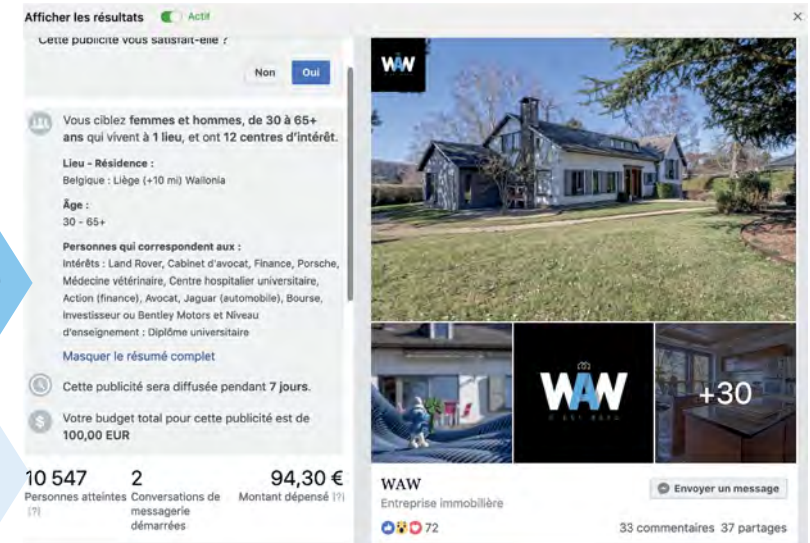 Afficher les résultats Actif ×
Cette publicité vous satisfait-elle ?
Non Oui
Vous ciblez femmes et hommes, de 30 à 65+
ans qui vivent à 1 lieu, et ont 12 centres d'intérêt.
Lieu - Résidence :
Belgique : Liège (+10 mi) Wallonia
Âge :
30 - 65+
Personnes qui correspondent aux :
Intérêts : Land Rover, Cabinet d'avocat, Finance, Porsche,
Médecine vétérinaire, Centre hospitalier universitaire,
Action (finance), Avocat, Jaguar (automobile), Bourse,
Investisseur ou Bentley Motors et Niveau
d'enseignement : Diplôme universitaire
Masquer le résumé complet
Cette publicité sera diffusée pendant 7 jours.
Votre budget total pour cette publicité est de
100,00 EUR
10 547
Personnes atteintes
[?]
2
Conversations de
messagerie
démarrées
94,30 €
Montant dépensé [?]
WAW
WAW
+30
WAW
Entreprise immobilière
Envoyer un message
72
33 commentaires 37 partages